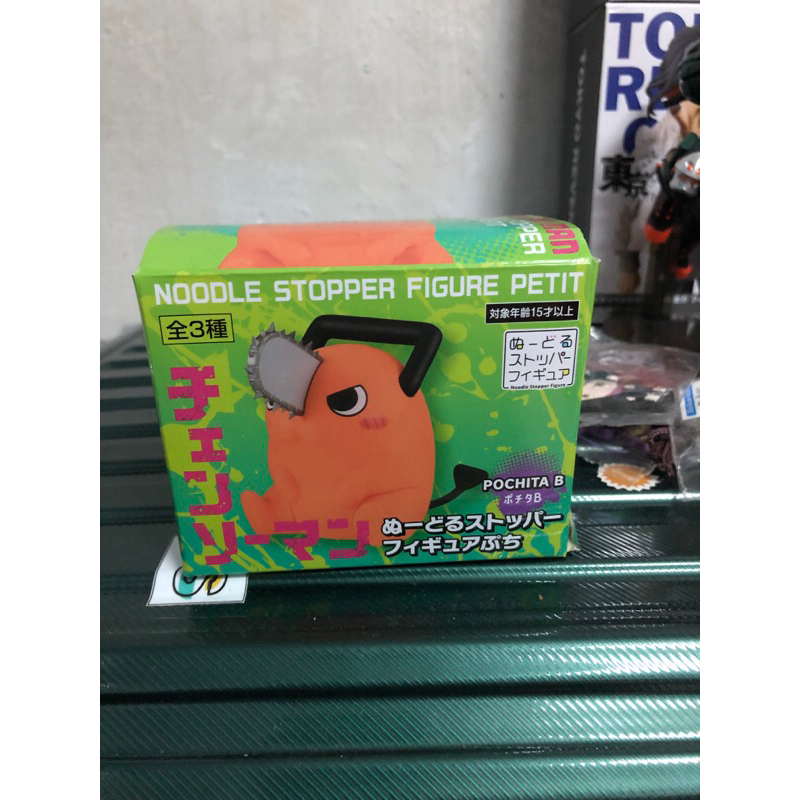 NOODLE STOPPER FIGURE PETIT
対象年齢15才以上
全3種
ぬーどる
ストッパー
フィギュア
Noodle Stopper Figure
チェンソーマン
POCHITA B
ポチタB
ぬーどるストッパー
フィギュアぷち
東京